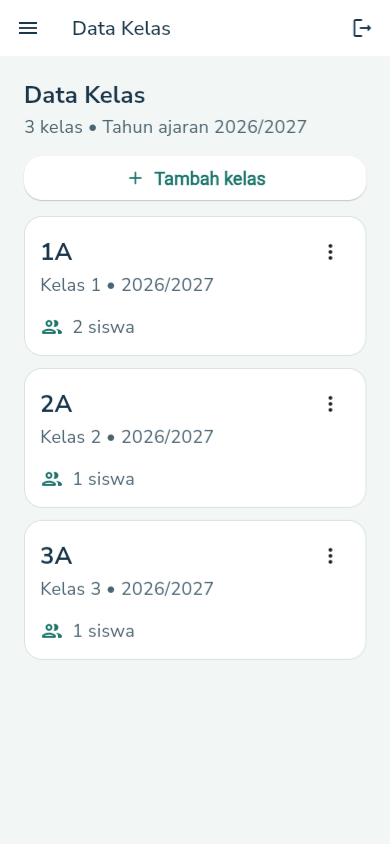 Data Kelas
Data Kelas
3 kelas • Tahun ajaran 2026/2027
+ Tambah kelas
1A
Kelas 1 • 2026/2027
2 siswa
2A
Kelas 2 • 2026/2027
1 siswa
3A
Kelas 3 • 2026/2027
1 siswa